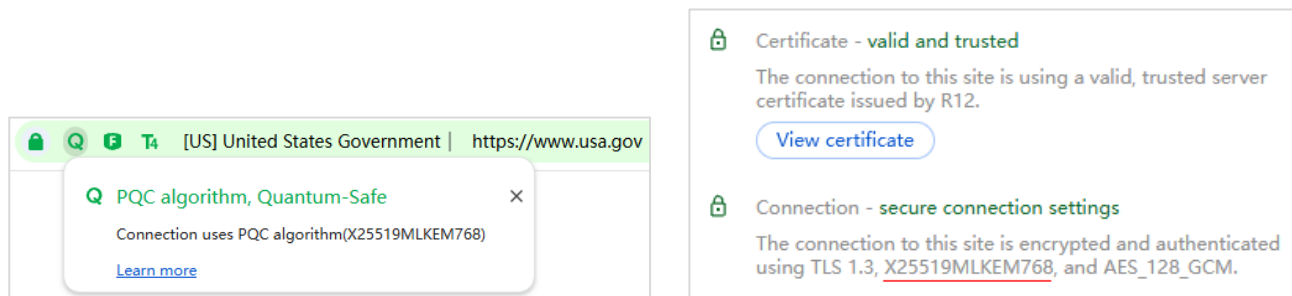 Q T4 [US] United States Government | https://www.usa.gov
Q PQC algorithm, Quantum-Safe ×
Connection uses PQC algorithm(X25519MLKEM768)
Learn more
Certificate - valid and trusted
The connection to this site is using a valid, trusted server
certificate issued by R12.
View certificate
Connection - secure connection settings
The connection to this site is encrypted and authenticated
using TLS 1.3, X25519MLKEM768, and AES_128_GCM.